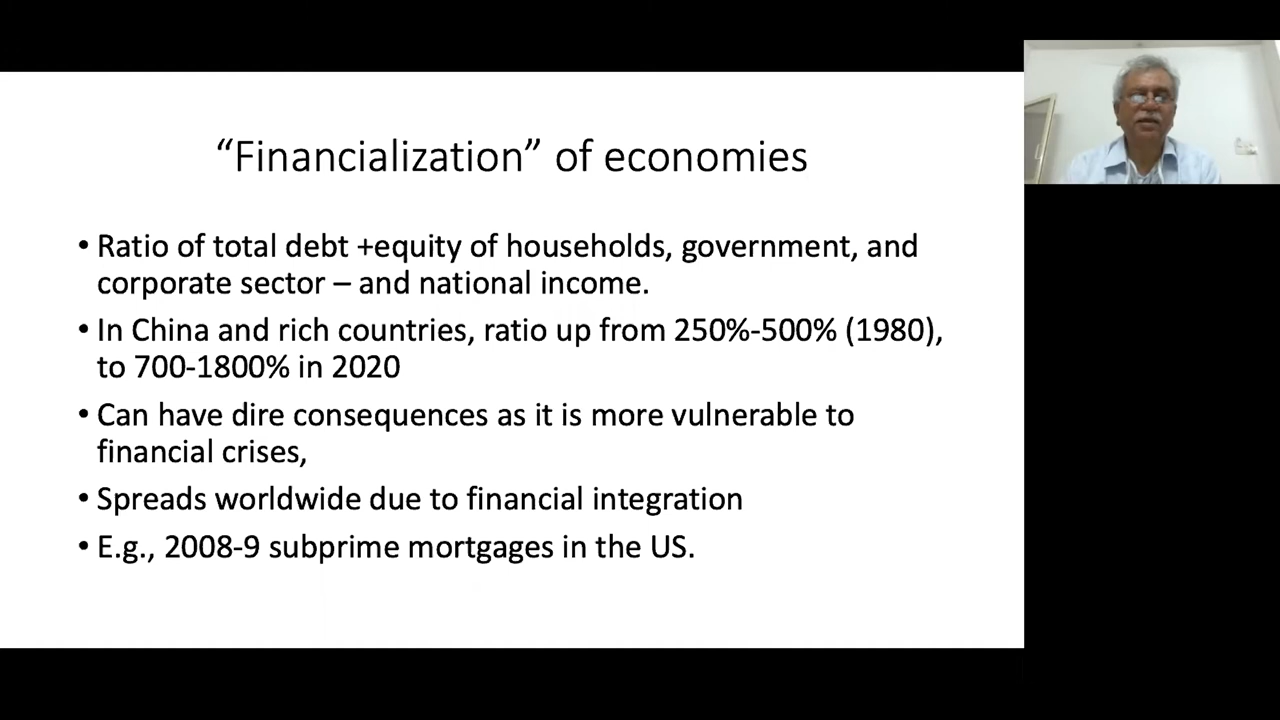 “Financialization” of economies
• Ratio of total debt +equity of households, government, and
corporate sector – and national income.
• In China and rich countries, ratio up from 250%-500% (1980),
to 700-1800% in 2020
• Can have dire consequences as it is more vulnerable to
financial crises,
• Spreads worldwide due to financial integration
• E.g., 2008-9 subprime mortgages in the US.